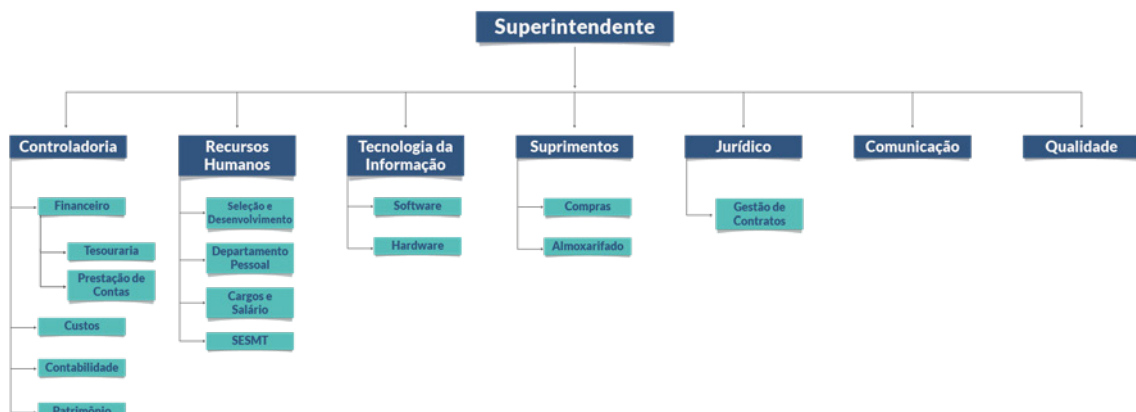 Superintendente
Controladoria
Financeiro
Tesouraria
Prestação de
Contas
Custos
Contabilidade
Patrimônio
Recursos
Humanos
Seleção e
Desenvolvimento
Departamento
Pessoal
Cargos e
Salário
SESMT
Tecnologia da
Informação
Software
Hardware
Suprimentos
Compras
Almoxarifado
Jurídico
Gestão de
Contratos
Comunicação
Qualidade